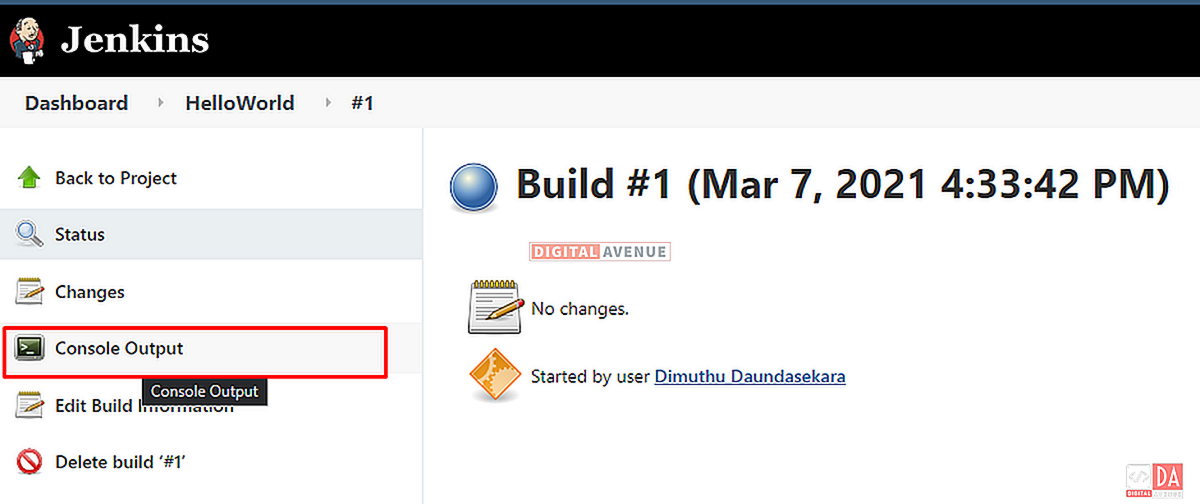 Jenkins
Dashboard HelloWorld #1
Back to Project
Status
Changes
Console Output
Console Output
Edit Build Information
Delete build ‘#1’
Build #1 (Mar 7, 2021 4:33:42 PM)
DIGITAL AVENUE
No changes.
Started by user Dimuthu Daundasekara
DA
DIGITAL AVENUE